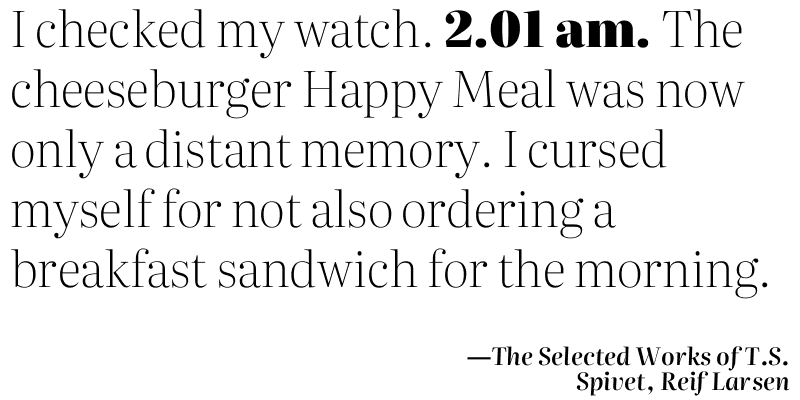 I checked my watch. 2.01 am. The
cheeseburger Happy Meal was now
only a distant memory. I cursed
myself for not also ordering a
breakfast sandwich for the morning.
—The Selected Works of T.S.
Spivet, Reif Larsen